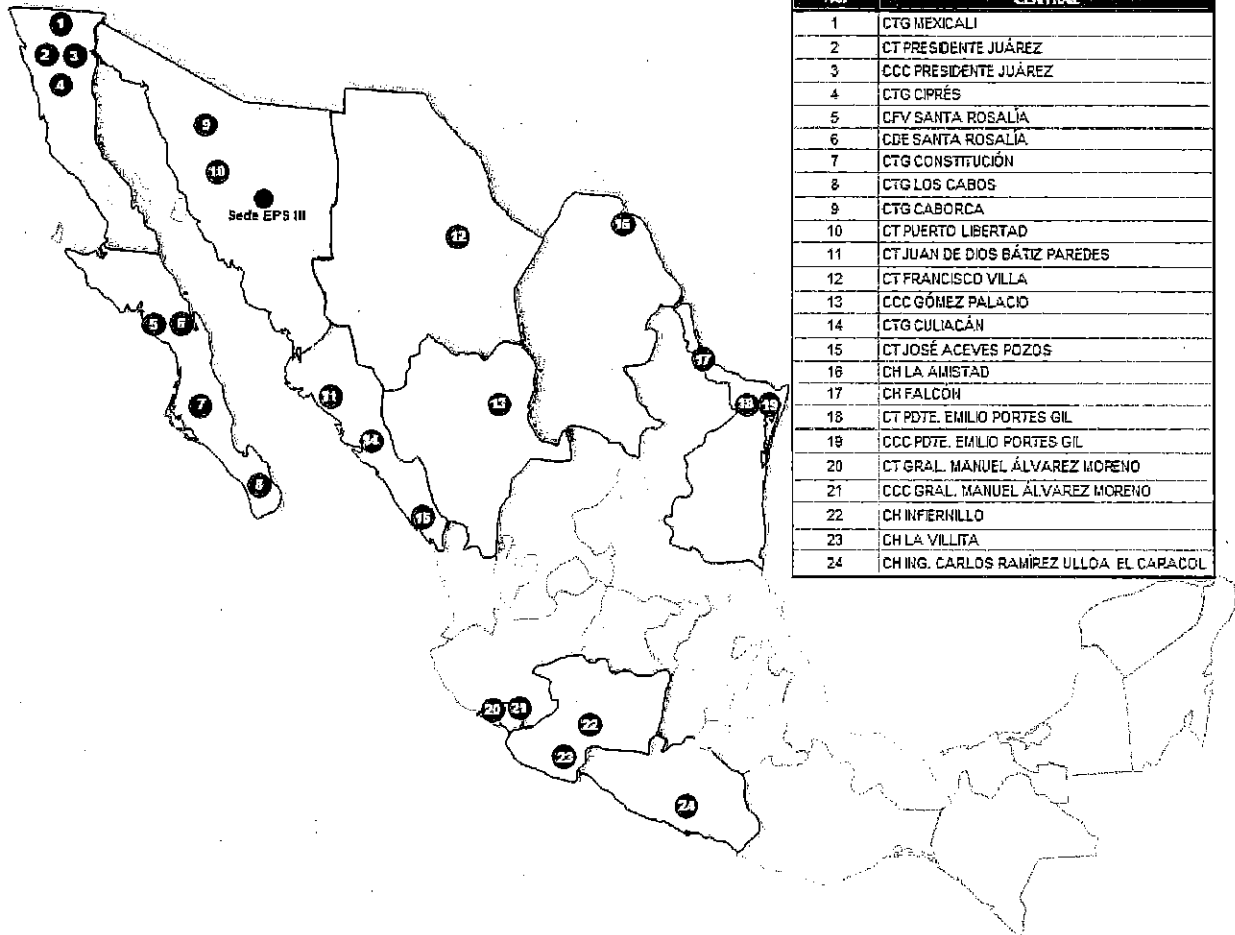 CENTRAL
1 CTG MEXICALI
2 CT PRESIDENTE JUÁREZ
3 CCC PRESIDENTE JUÁREZ
4 CTG CIPRÉS
5 CFV SANTA ROSALÍA
6 CDE SANTA ROSALÍA
7 CTG CONSTITUCIÓN
8 CTG LOS CABOS
9 CTG CABORCA
10 CT PUERTO LIBERTAD
11 CT JUAN DE DIOS BÁTIZ PAREDES
12 CT FRANCISCO VILLA
13 CCC GÓMEZ PALACIO
14 CTG CULIACÁN
15 CT JOSÉ ACEVES POZOS
16 CH LA AMISTAD
17 CH FALCÓN
18 CT PDTE. EMILIO PORTES GIL
19 CCC PDTE. EMILIO PORTES GIL
20 CT GRAL. MANUEL ÁLVAREZ MORENO
21 CCC GRAL. MANUEL ÁLVAREZ MORENO
22 CH INFIERNILLO
23 CH LA VILLITA
24 CH ING. CARLOS RAMÍREZ ULLOA EL CARACOL
1
2 3
4
9
10
Sede EPS III
16
12
5 6
17
11
7
13
18 19
14
8
15
20 21
22
23
24